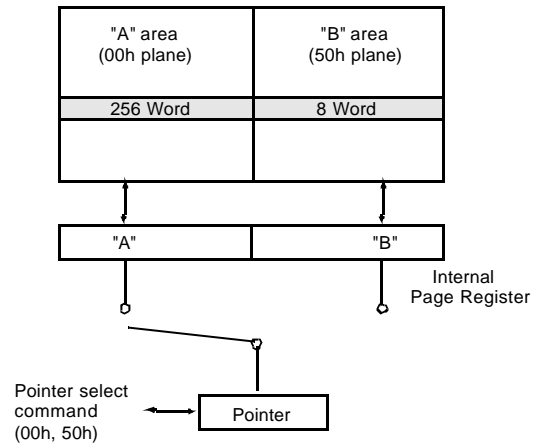 "A" area
(00h plane)
"B" area
(50h plane)
256 Word
8 Word
"A"
"B"
Internal
Page Register
Pointer select
command
(00h, 50h)
Pointer